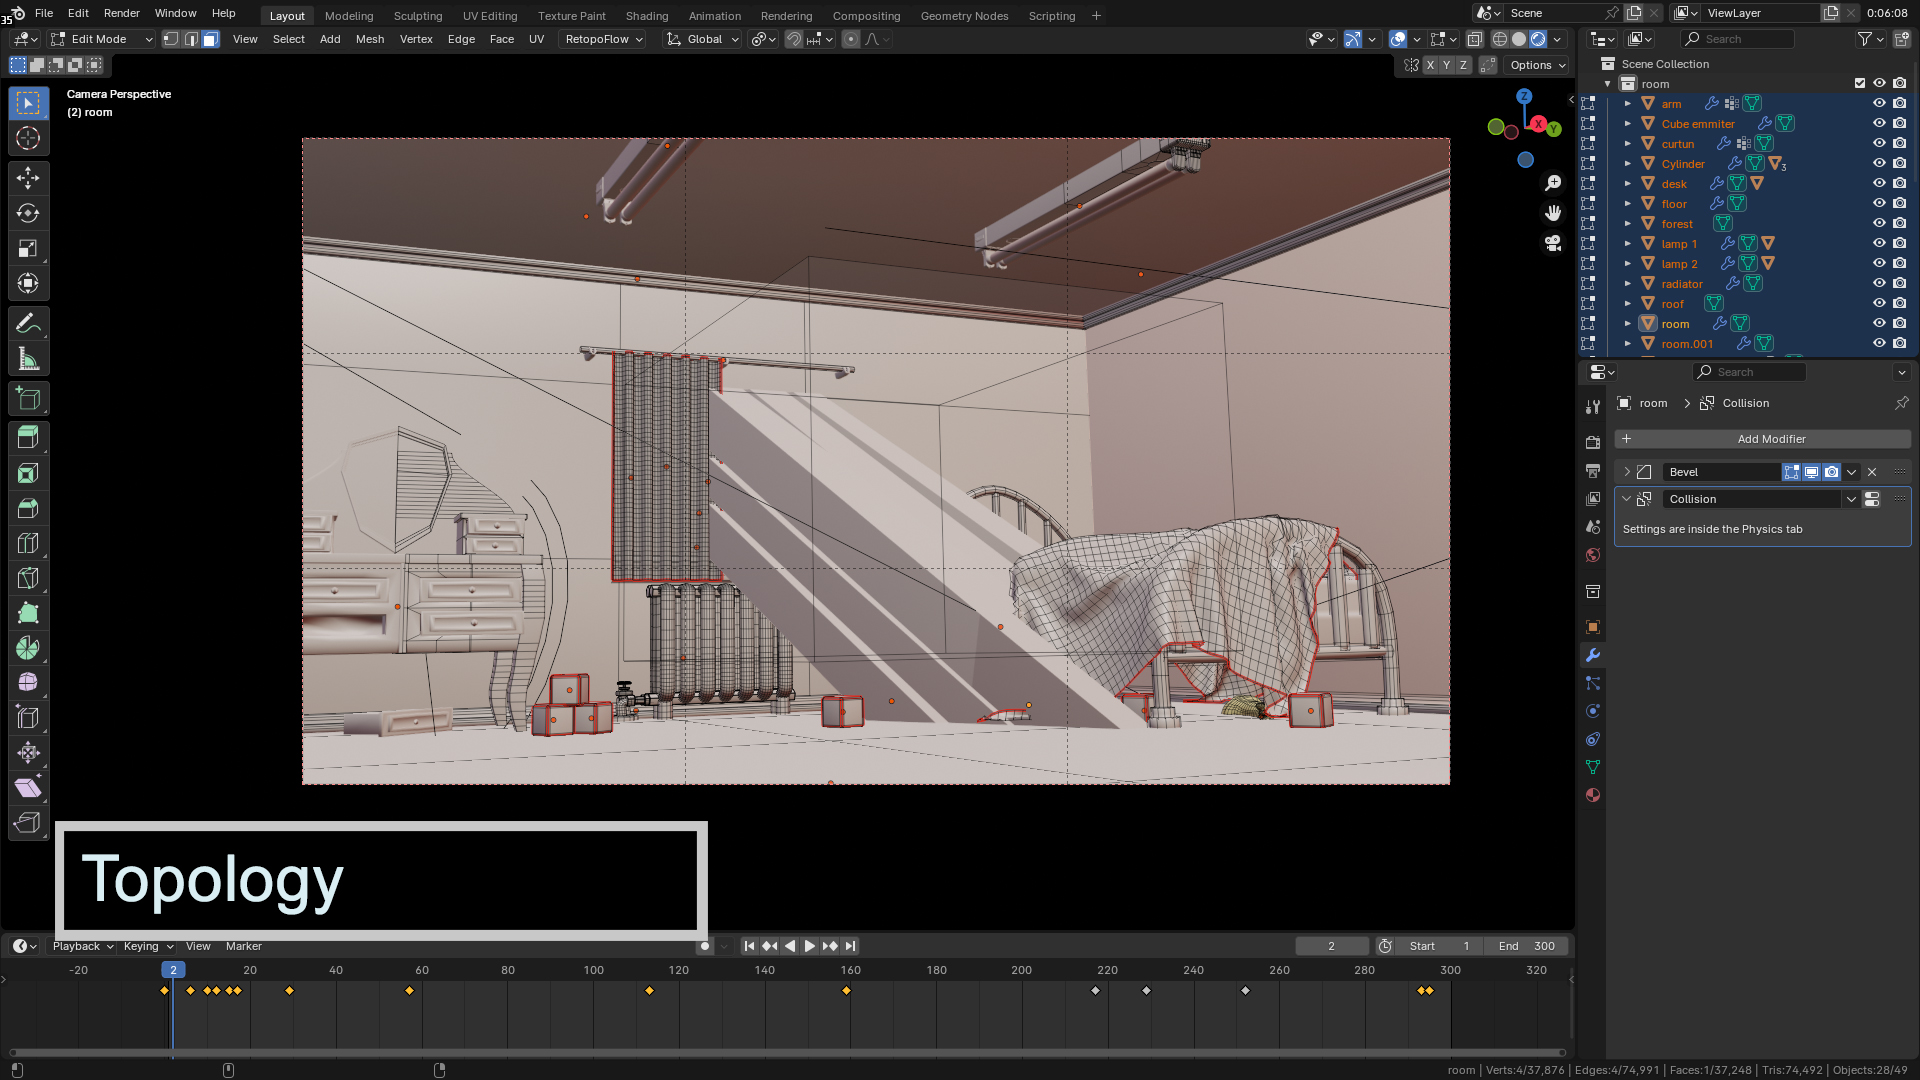 35
File Edit Render Window Help
Layout Modeling Sculpting UV Editing Texture Paint Shading Animation Rendering Compositing Geometry Nodes Scripting +
Scene
ViewLayer
0:06:08
Edit Mode
View Select Add Mesh Vertex Edge Face UV RetopoFlow
Global
Search
X Y Z
Options
Camera Perspective
(2) room
Z
X
Y
Scene Collection
room
arm
Cube emmiter
curtun
Cylinder
3
desk
floor
forest
lamp 1
lamp 2
radiator
roof
room
room.001
Search
room > Collision
+ Add Modifier
Bevel
Collision
Settings are inside the Physics tab
Topology
Playback Keying View Marker
2
Start 1
End 300
-20 2 20 40 60 80 100 120 140 160 180 200 220 240 260 280 300 320
room | Verts:4/37,876 | Edges:4/74,991 | Faces:1/37,248 | Tris:74,492 | Objects:28/49